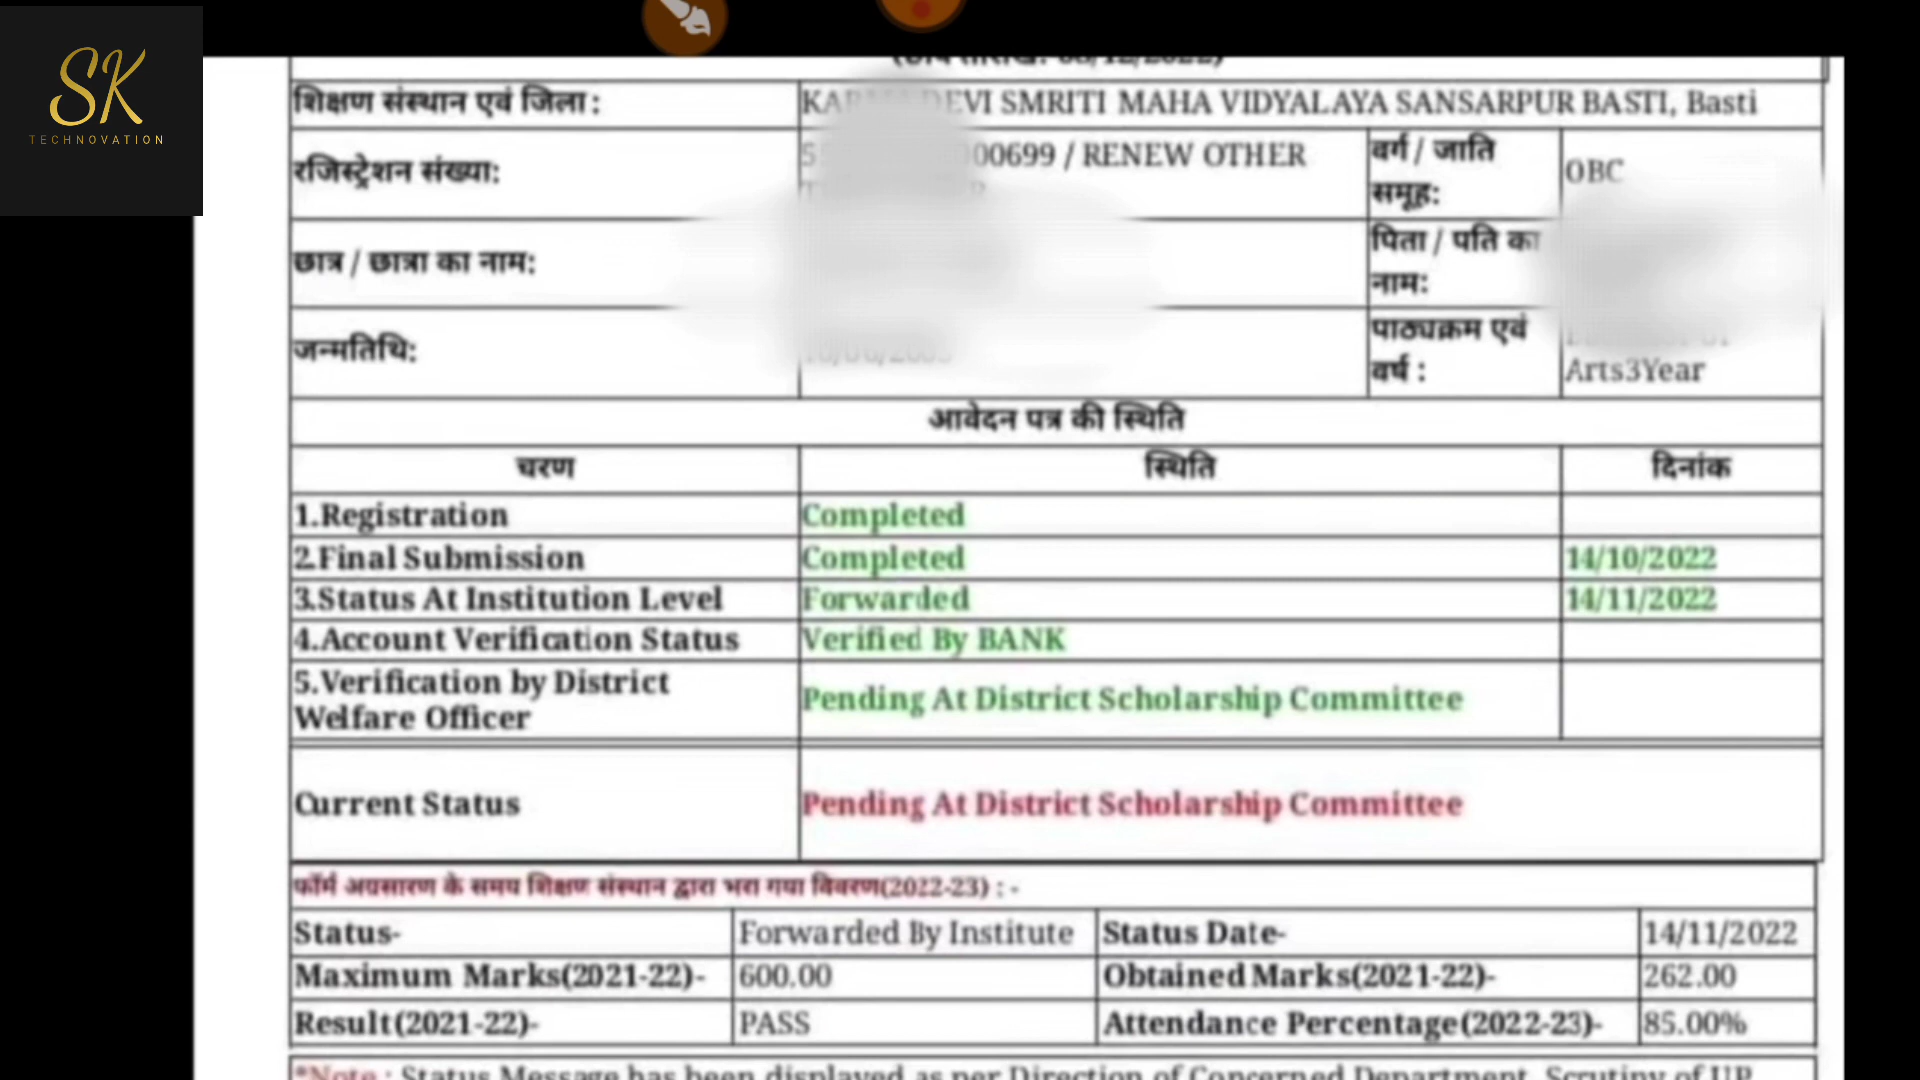 SK
TECHNOVATION
शिक्षण संस्थान एवं जिला :
DEVI SMRITI MAHA VIDYALAYA SANSARPUR BASTI, Basti
रजिस्ट्रेशन संख्या:
00699 / RENEW OTHER
वर्ग / जाति
समूह:
OBC
छात्र / छात्रा का नाम:
पिता / पति का
नाम:
जन्मतिथि:
पाठ्यक्रम एवं
वर्ष :
Arts3Year
आवेदन पत्र की स्थिति
चरण स्थिति दिनांक
1.Registration Completed
2.Final Submission Completed 14/10/2022
3.Status At Institution Level Forwarded 14/11/2022
4.Account Verification Status Verified By BANK
5.Verification by District
Welfare Officer
Pending At District Scholarship Committee
Current Status Pending At District Scholarship Committee
फॉर्म अग्रसारण के समय शिक्षण संस्थान द्वारा भरा गया विवरण(2022-23) : -
Status- Forwarded By Institute Status Date- 14/11/2022
Maximum Marks(2021-22)- 600.00 Obtained Marks(2021-22)- 262.00
Result(2021-22)- PASS Attendance Percentage(2022-23)- 85.00%
*Note : Status Message has been displayed as per Direction of Concerned Department. Scrutiny of UP